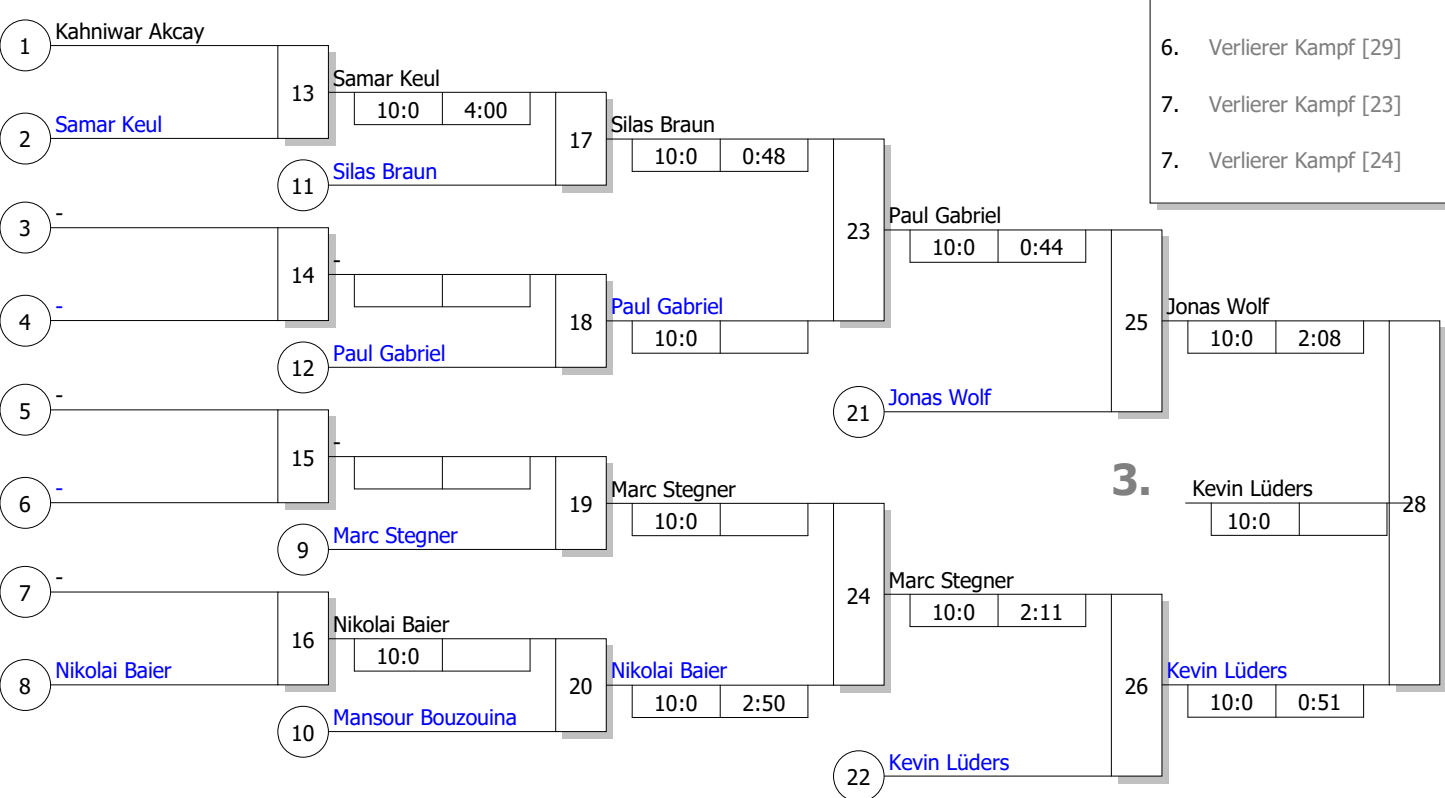 1 Kahniwar Akcay
6. Verlierer Kampf [29]
13 Samar Keul
10:0 4:00
7. Verlierer Kampf [23]
2 Samar Keul
17 Silas Braun
10:0 0:48
7. Verlierer Kampf [24]
11 Silas Braun
3 -
23 Paul Gabriel
10:0 0:44
14 -
4 -
18 Paul Gabriel
10:0
25 Jonas Wolf
10:0 2:08
12 Paul Gabriel
5 -
21 Jonas Wolf
15 -
3. Kevin Lüders
10:0
28
6 -
19 Marc Stegner
10:0
9 Marc Stegner
7 -
24 Marc Stegner
10:0 2:11
16 Nikolai Baier
10:0
8 Nikolai Baier
20 Nikolai Baier
10:0 2:50
26 Kevin Lüders
10:0 0:51
10 Mansour Bouzouina
22 Kevin Lüders